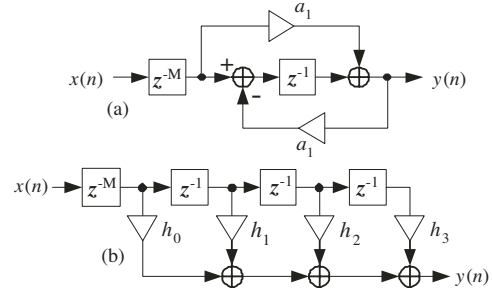 a₁
x(n) z⁻ᴹ + z⁻¹ y(n)
(a) -
a₁
x(n) z⁻ᴹ z⁻¹ z⁻¹ z⁻¹
h₀ h₁ h₂ h₃
(b)
y(n)